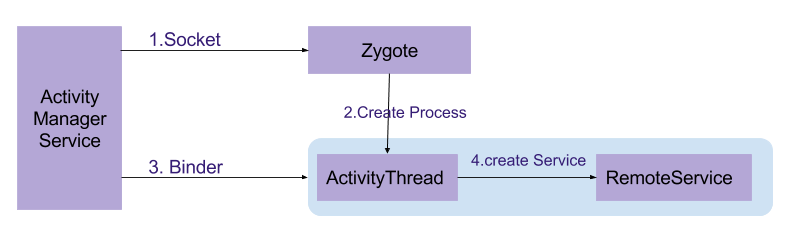 1.Socket
Zygote
Activity
Manager
Service
2.Create Process
3. Binder
4.create Service
ActivityThread
RemoteService